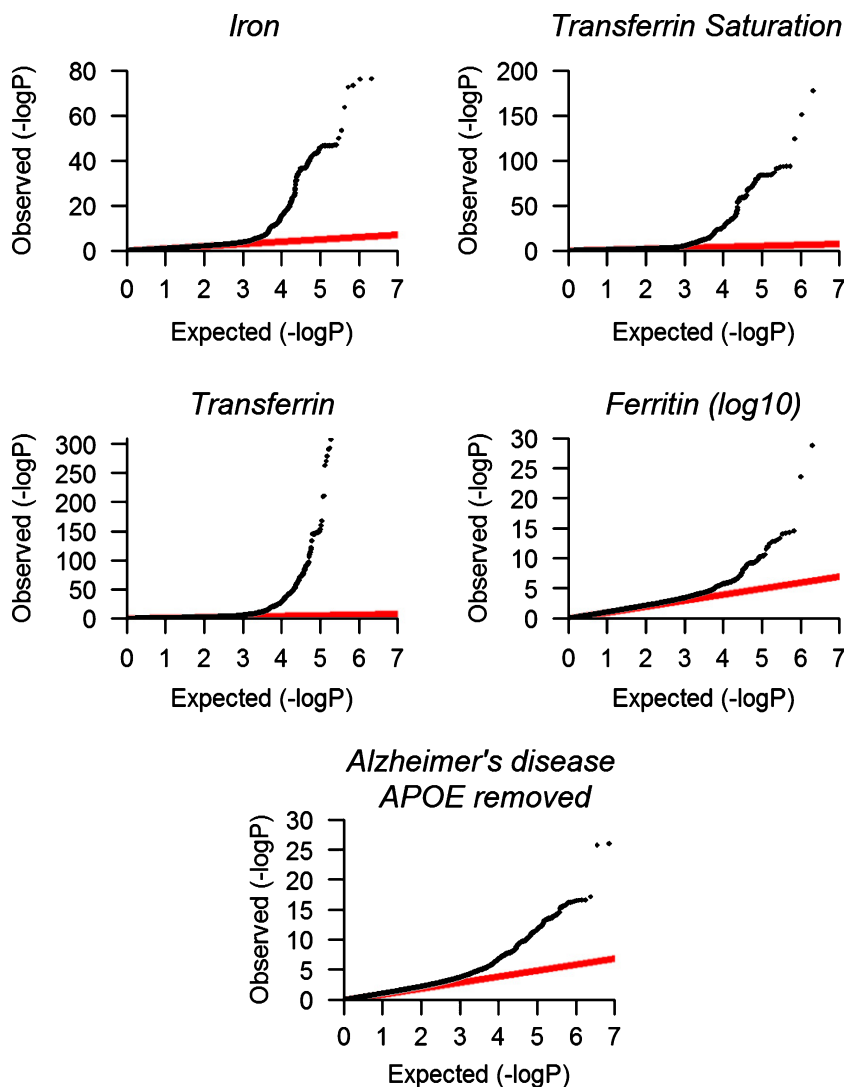 Iron
Observed (-logP)
80
60
40
20
0
0 1 2 3 4 5 6 7
Expected (-logP)
Transferrin Saturation
Observed (-logP)
200
150
100
50
0
0 1 2 3 4 5 6 7
Expected (-logP)
Transferrin
Observed (-logP)
300
250
200
150
100
50
0
0 1 2 3 4 5 6 7
Expected (-logP)
Ferritin (log10)
Observed (-logP)
30
25
20
15
10
5
0
0 1 2 3 4 5 6 7
Expected (-logP)
Alzheimer's disease
APOE removed
Observed (-logP)
30
25
20
15
10
5
0
0 1 2 3 4 5 6 7
Expected (-logP)